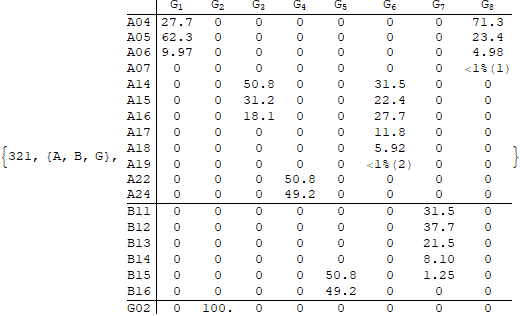 G₁ G₂ G₃ G₄ G₅ G₆ G₇ G₈
A04 27.7 0 0 0 0 0 0 71.3
A05 62.3 0 0 0 0 0 0 23.4
A06 9.97 0 0 0 0 0 0 4.98
A07 0 0 0 0 0 0 0 <1%(1)
A14 0 0 50.8 0 0 31.5 0 0
A15 0 0 31.2 0 0 22.4 0 0
A16 0 0 18.1 0 0 27.7 0 0
A17 0 0 0 0 0 11.8 0 0
A18 0 0 0 0 0 5.92 0 0
{321, {A, B, G}, }
A19 0 0 0 0 0 <1%(2) 0 0
A22 0 0 0 50.8 0 0 0 0
A24 0 0 0 49.2 0 0 0 0
B11 0 0 0 0 0 0 31.5 0
B12 0 0 0 0 0 0 37.7 0
B13 0 0 0 0 0 0 21.5 0
B14 0 0 0 0 0 0 8.10 0
B15 0 0 0 0 50.8 0 1.25 0
B16 0 0 0 0 49.2 0 0 0
G02 0 100. 0 0 0 0 0 0